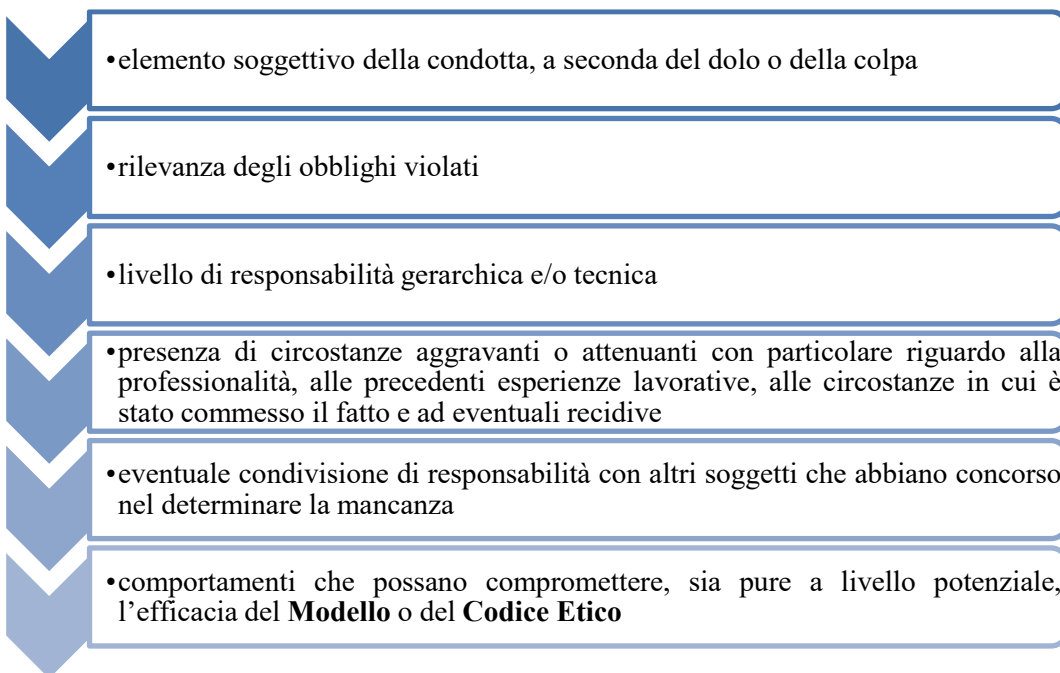 •elemento soggettivo della condotta, a seconda del dolo o della colpa
•rilevanza degli obblighi violati
•livello di responsabilità gerarchica e/o tecnica
•presenza di circostanze aggravanti o attenuanti con particolare riguardo alla
professionalità, alle precedenti esperienze lavorative, alle circostanze in cui è
stato commesso il fatto e ad eventuali recidive
•eventuale condivisione di responsabilità con altri soggetti che abbiano concorso
nel determinare la mancanza
•comportamenti che possano compromettere, sia pure a livello potenziale,
l’efficacia del Modello o del Codice Etico